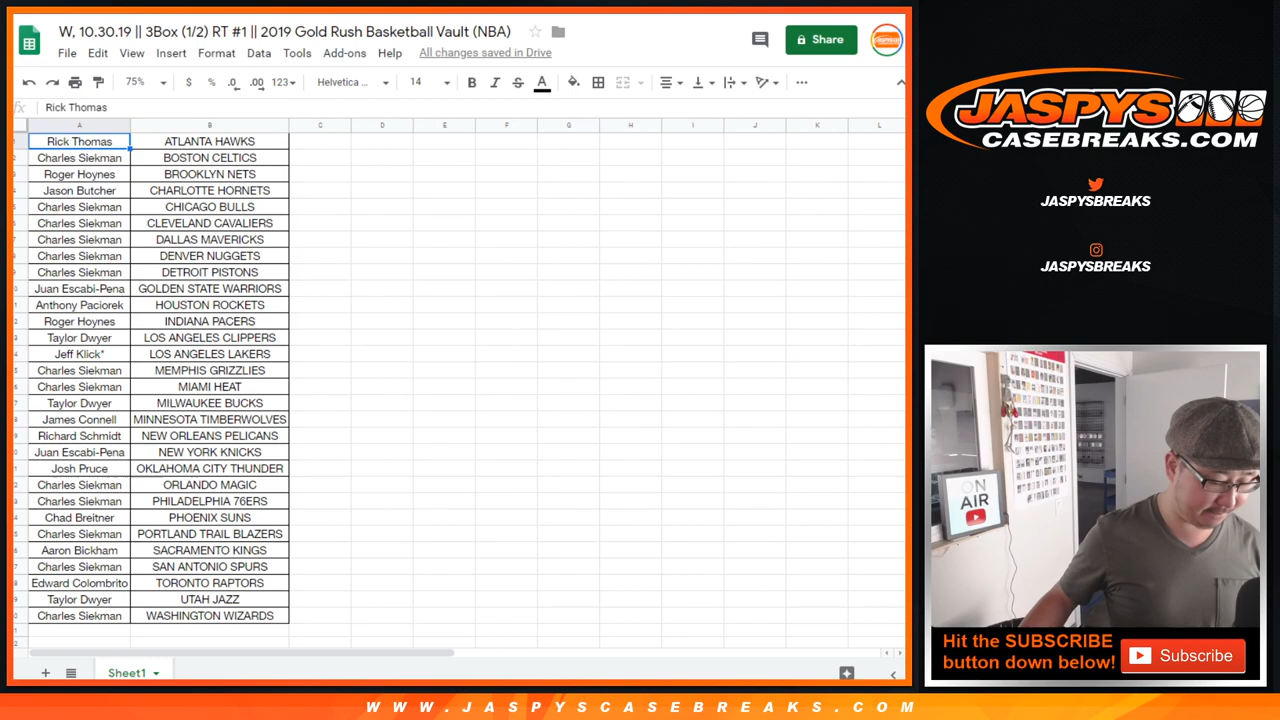 W, 10.30.19 || 3Box (1/2) RT #1 || 2019 Gold Rush Basketball Vault (NBA)
File Edit View Insert Format Data Tools Add-ons Help All changes saved in Drive
Share
75% $ % .0 .00 123 Helvetica ... 14 B I S A
fx Rick Thomas
A B C D E F G H I J K L
Rick Thomas ATLANTA HAWKS
Charles Siekman BOSTON CELTICS
Roger Hoynes BROOKLYN NETS
Jason Butcher CHARLOTTE HORNETS
Charles Siekman CHICAGO BULLS
Charles Siekman CLEVELAND CAVALIERS
Charles Siekman DALLAS MAVERICKS
Charles Siekman DENVER NUGGETS
Charles Siekman DETROIT PISTONS
Juan Escabi-Pena GOLDEN STATE WARRIORS
Anthony Paciorek HOUSTON ROCKETS
Roger Hoynes INDIANA PACERS
Taylor Dwyer LOS ANGELES CLIPPERS
Jeff Klick* LOS ANGELES LAKERS
Charles Siekman MEMPHIS GRIZZLIES
Charles Siekman MIAMI HEAT
Taylor Dwyer MILWAUKEE BUCKS
James Connell MINNESOTA TIMBERWOLVES
Richard Schmidt NEW ORLEANS PELICANS
Juan Escabi-Pena NEW YORK KNICKS
Josh Pruce OKLAHOMA CITY THUNDER
Charles Siekman ORLANDO MAGIC
Charles Siekman PHILADELPHIA 76ERS
Chad Breitner PHOENIX SUNS
Charles Siekman PORTLAND TRAIL BLAZERS
Aaron Bickham SACRAMENTO KINGS
Charles Siekman SAN ANTONIO SPURS
Edward Colombrito TORONTO RAPTORS
Taylor Dwyer UTAH JAZZ
Charles Siekman WASHINGTON WIZARDS
Sheet1
JASPYS
CASEBREAKS.COM
JASPYSBREAKS
JASPYSBREAKS
ON
AIR
Hit the SUBSCRIBE
button down below!
Subscribe
WWW.JASPYSCASEBREAKS.COM